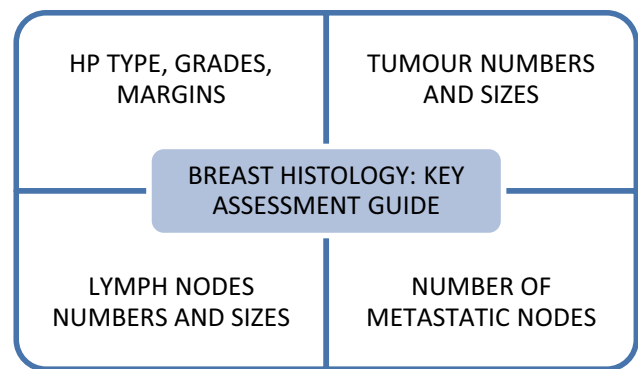 HP TYPE, GRADES,
MARGINS
TUMOUR NUMBERS
AND SIZES
BREAST HISTOLOGY: KEY
ASSESSMENT GUIDE
LYMPH NODES
NUMBERS AND SIZES
NUMBER OF
METASTATIC NODES